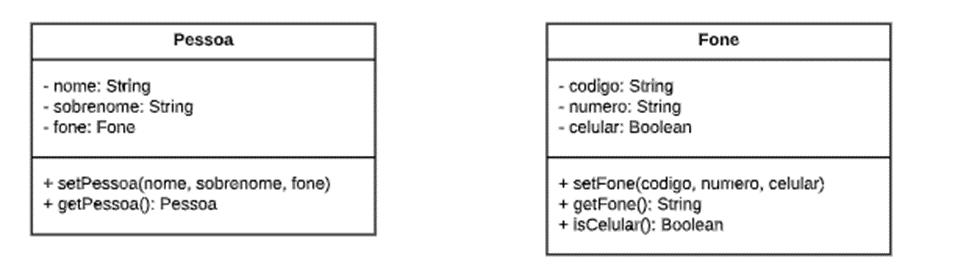 Pessoa
- nome: String
- sobrenome: String
- fone: Fone
+ setPessoa(nome, sobrenome, fone)
+ getPessoa(): Pessoa
Fone
- codigo: String
- numero: String
- celular: Boolean
+ setFone(codigo, numero, celular)
+ getFone(): String
+ isCelular(): Boolean